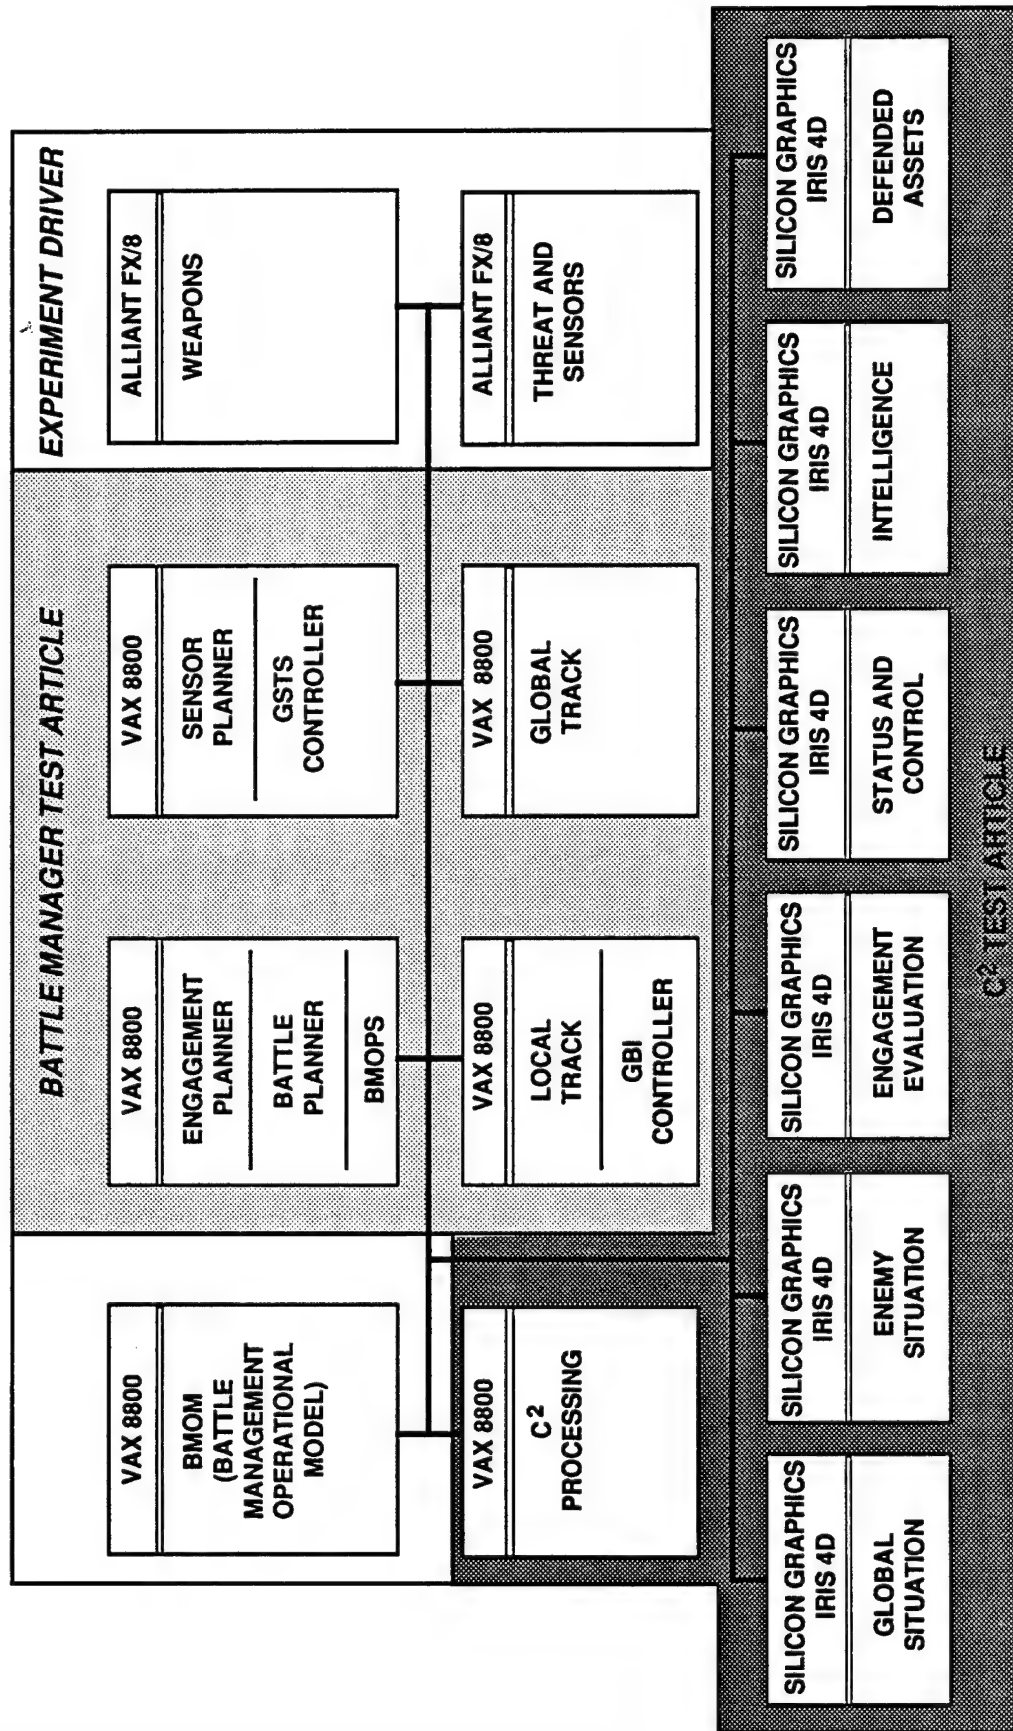 BATTLE MANAGER TEST ARTICLE
EXPERIMENT DRIVER
VAX 8800
BMOM
(BATTLE
MANAGEMENT
OPERATIONAL
MODEL)
VAX 8800
ENGAGEMENT
PLANNER
BATTLE
PLANNER
BMOPS
VAX 8800
SENSOR
PLANNER
GSTS
CONTROLLER
ALLIANT FX/8
WEAPONS
VAX 8800
C²
PROCESSING
VAX 8800
LOCAL
TRACK
GBI
CONTROLLER
VAX 8800
GLOBAL
TRACK
ALLIANT FX/8
THREAT AND
SENSORS
SILICON GRAPHICS
IRIS 4D
GLOBAL
SITUATION
SILICON GRAPHICS
IRIS 4D
ENEMY
SITUATION
SILICON GRAPHICS
IRIS 4D
ENGAGEMENT
EVALUATION
SILICON GRAPHICS
IRIS 4D
STATUS AND
CONTROL
SILICON GRAPHICS
IRIS 4D
INTELLIGENCE
SILICON GRAPHICS
IRIS 4D
DEFENDED
ASSETS
C² TEST ARTICLE